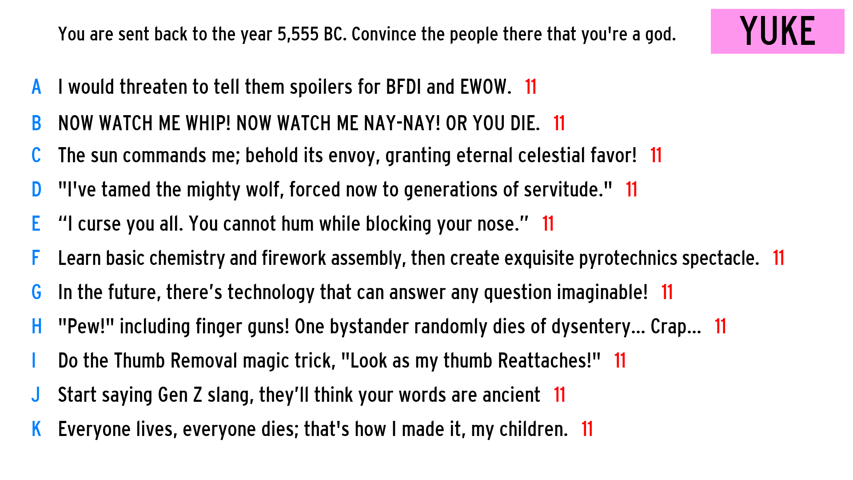 You are sent back to the year 5,555 BC. Convince the people there that you're a god.
YUKE
A I would threaten to tell them spoilers for BFDI and EWOW. 11
B NOW WATCH ME WHIP! NOW WATCH ME NAY-NAY! OR YOU DIE. 11
C The sun commands me; behold its envoy, granting eternal celestial favor! 11
D "I've tamed the mighty wolf, forced now to generations of servitude." 11
E “I curse you all. You cannot hum while blocking your nose.” 11
F Learn basic chemistry and firework assembly, then create exquisite pyrotechnics spectacle. 11
G In the future, there’s technology that can answer any question imaginable! 11
H "Pew!" including finger guns! One bystander randomly dies of dysentery... Crap... 11
I Do the Thumb Removal magic trick, "Look as my thumb Reattaches!" 11
J Start saying Gen Z slang, they’ll think your words are ancient 11
K Everyone lives, everyone dies; that's how I made it, my children. 11